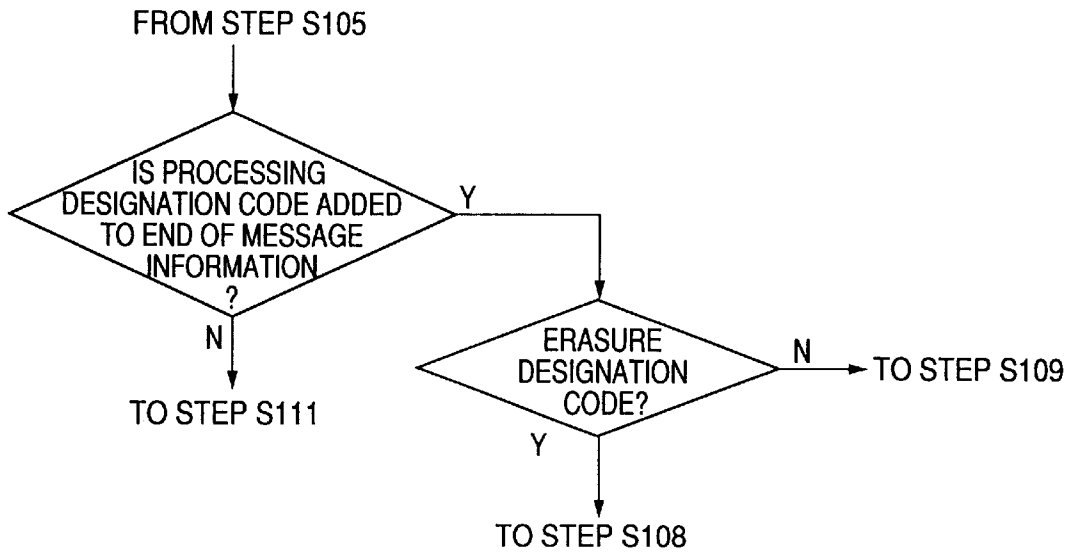 FROM STEP S105
IS PROCESSING
DESIGNATION CODE ADDED
TO END OF MESSAGE
INFORMATION
?
Y
N
TO STEP S111
ERASURE
DESIGNATION
CODE?
N
TO STEP S109
Y
TO STEP S108